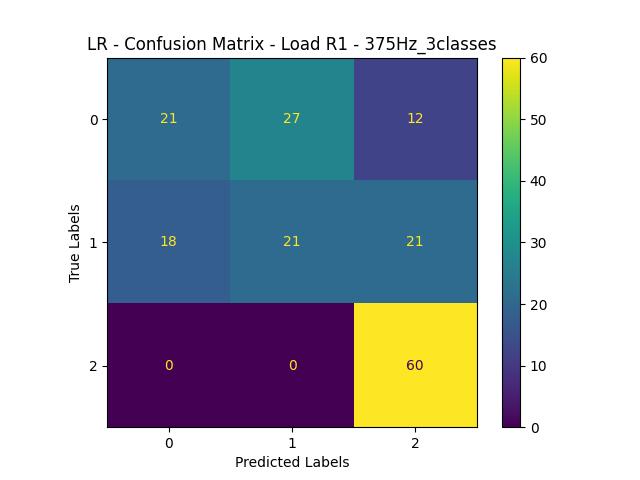 LR - Confusion Matrix - Load R1 - 375Hz_3classes
60
0 21 27 12
50
40
True Labels
1 18 21 21
30
20
2 0 0 60
10
0
0 1 2
Predicted Labels